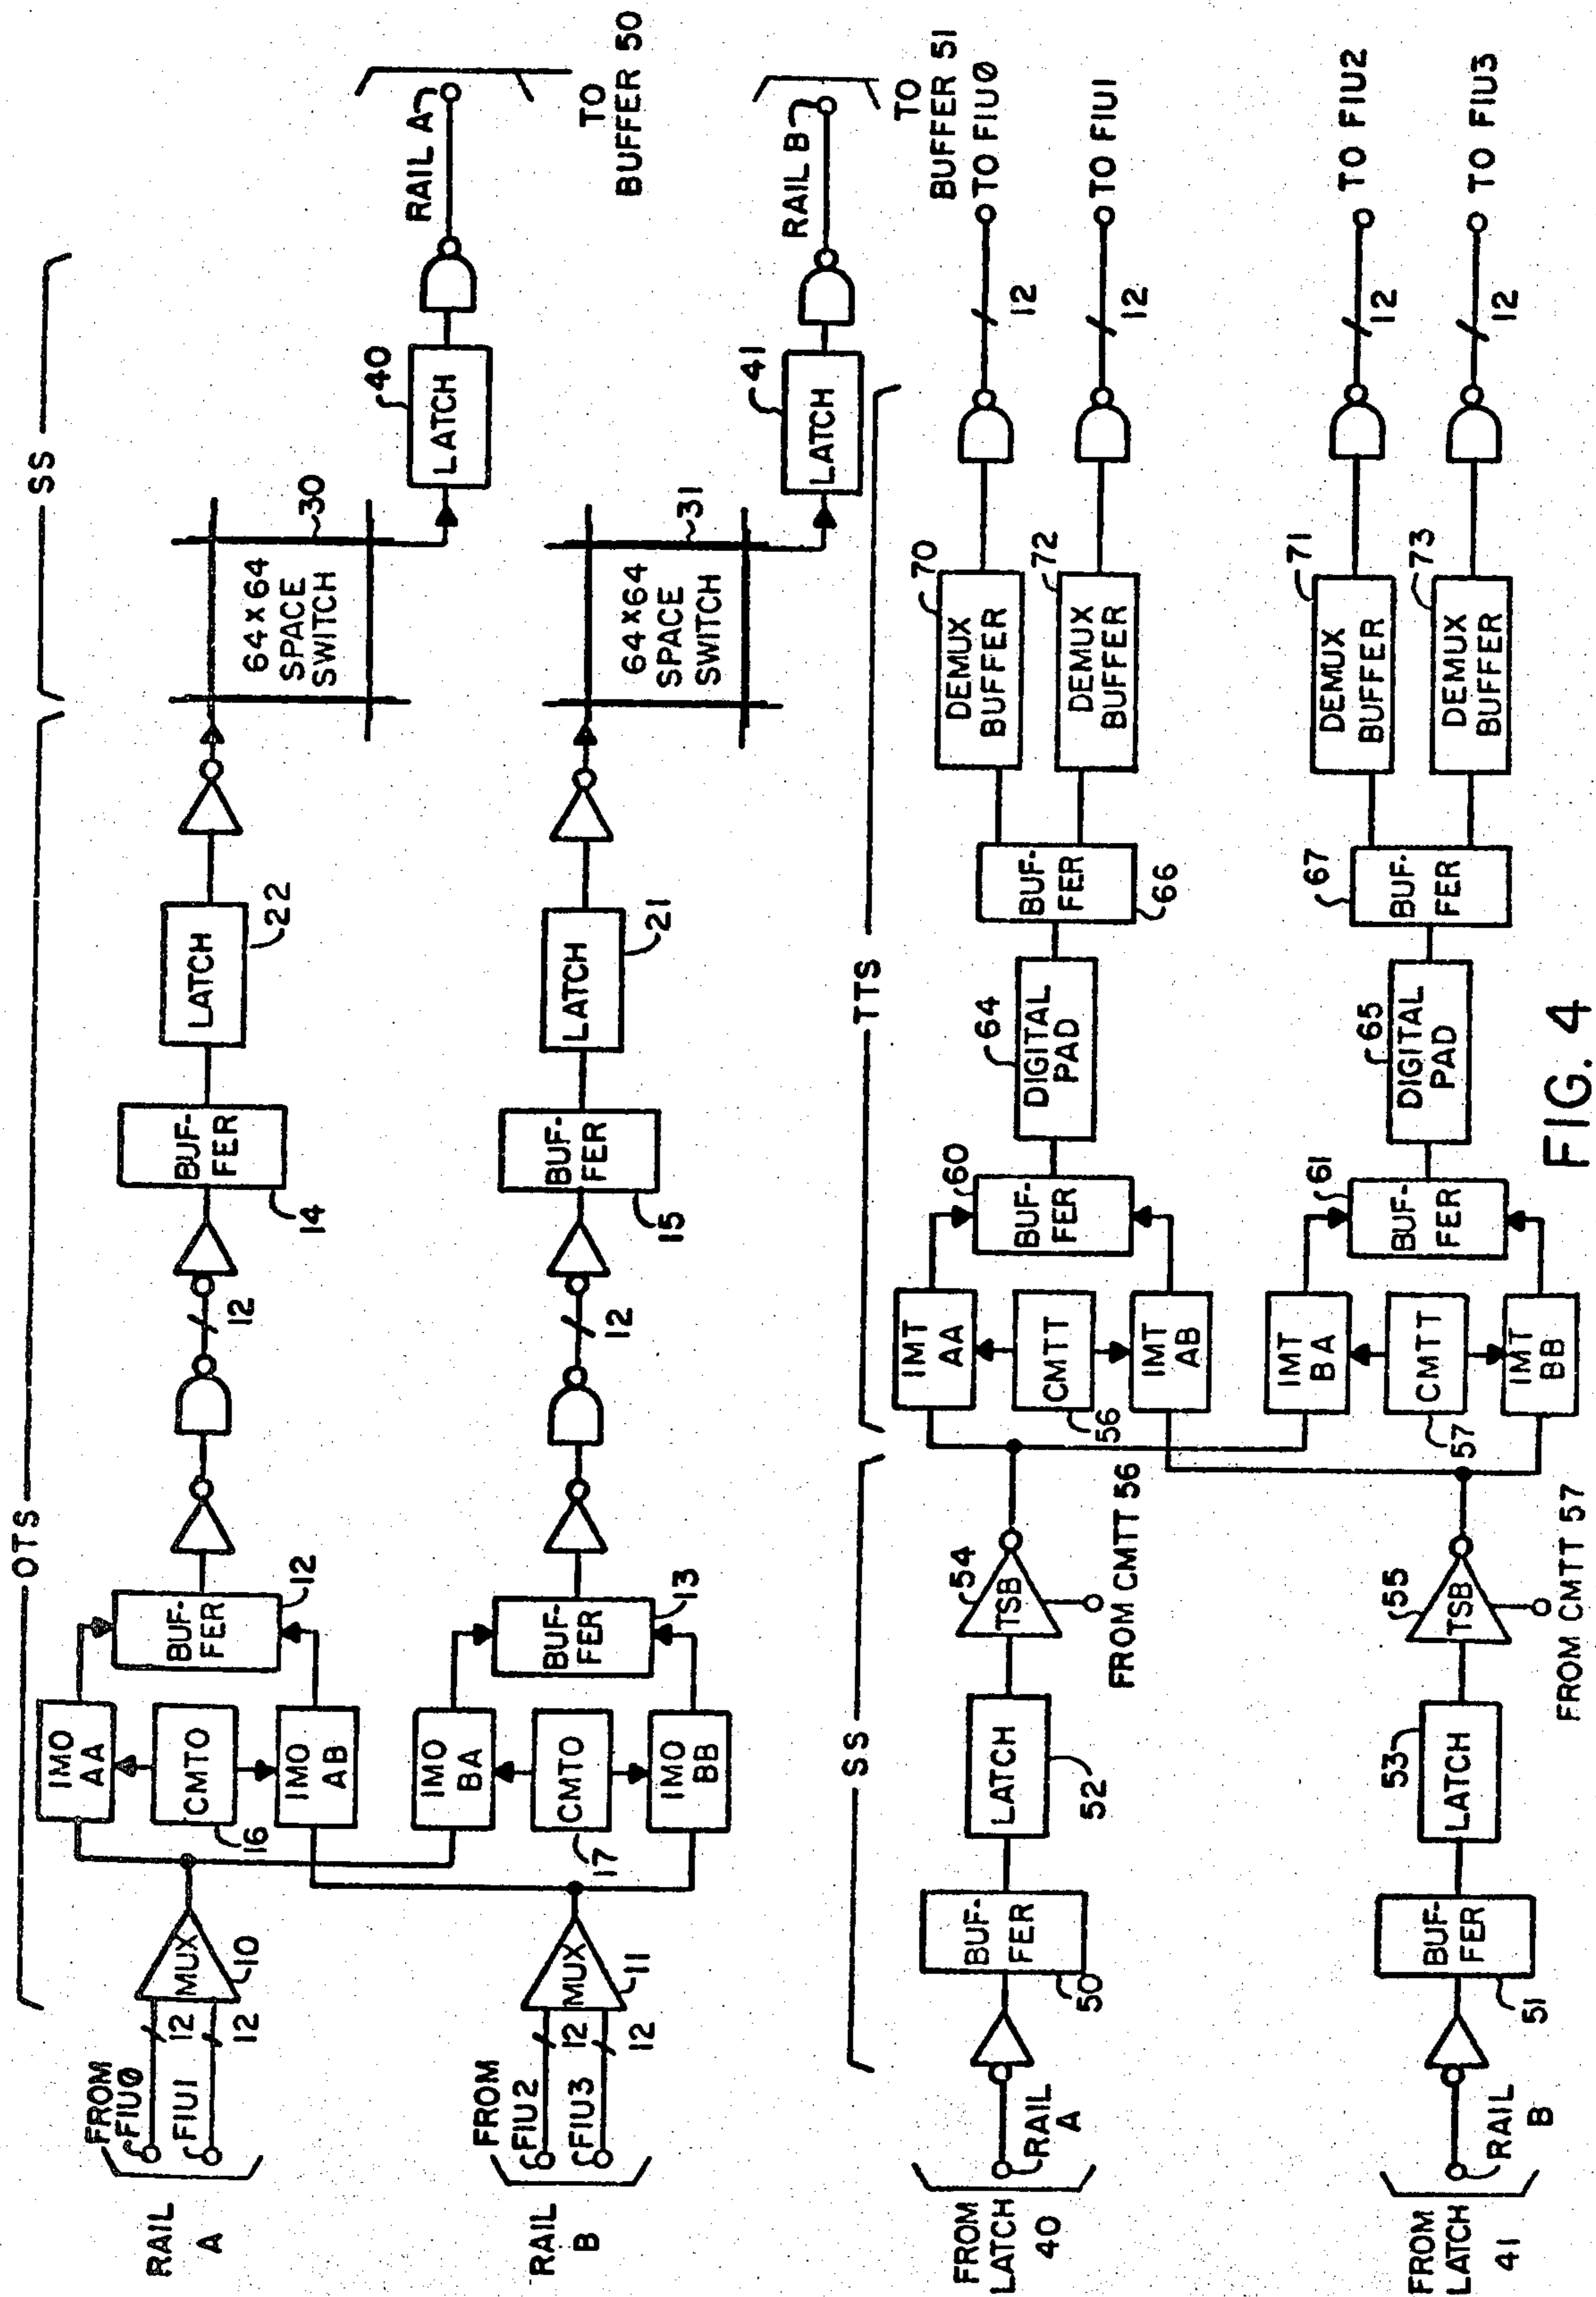 OTS
SS
RAIL
A
FROM
FIU0
FIU1
12
12
MUX
10
IMO
AA
CMTO
16
IMO
AB
BUF-
FER
12
12
BUF-
FER
14
LATCH
22
64 X 64
SPACE
SWITCH
30
LATCH
40
RAIL A
TO
BUFFER 50
RAIL
B
FROM
FIU2
FIU3
12
12
MUX
11
IMO
BA
CMTO
17
IMO
BB
BUF-
FER
13
12
BUF-
FER
15
LATCH
21
64 X 64
SPACE
SWITCH
31
LATCH
41
RAIL B
TO
BUFFER 51
SS
TTS
FROM
LATCH
40
RAIL
A
BUF-
FER
50
LATCH
52
TSB
54
FROM CMTT 56
IMT
AA
CMTT
56
IMT
AB
BUF-
FER
60
DIGITAL
PAD
64
BUF-
FER
66
DEMUX
BUFFER
70
DEMUX
BUFFER
72
12
TO FIU0
12
TO FIU1
FROM
LATCH
41
RAIL
B
BUF-
FER
51
LATCH
53
TSB
55
FROM CMTT 57
IMT
BA
CMTT
57
IMT
BB
BUF-
FER
61
DIGITAL
PAD
65
BUF-
FER
67
DEMUX
BUFFER
71
DEMUX
BUFFER
73
12
TO FIU2
12
TO FIU3
FIG. 4